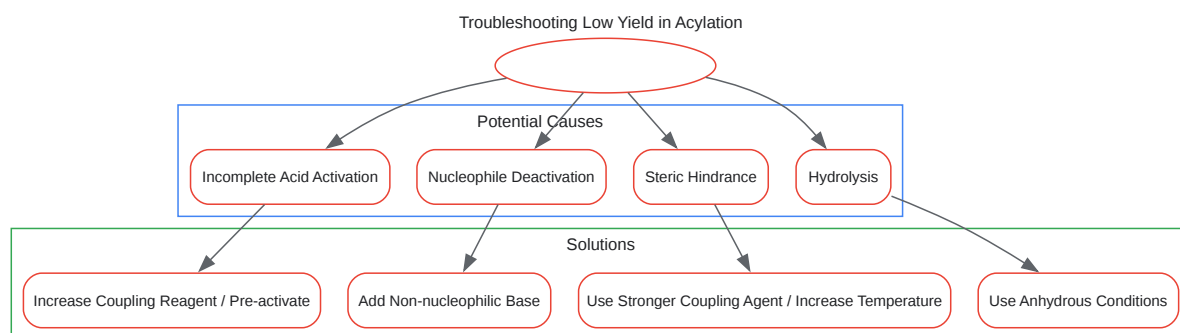 Troubleshooting Low Yield in Acylation
Potential Causes
Incomplete Acid Activation
Nucleophile Deactivation
Steric Hindrance
Hydrolysis
Solutions
Increase Coupling Reagent / Pre-activate
Add Non-nucleophilic Base
Use Stronger Coupling Agent / Increase Temperature
Use Anhydrous Conditions